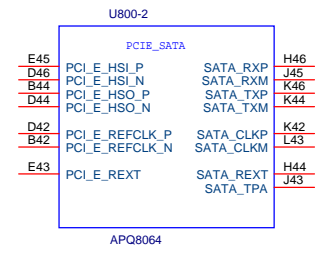 U800-2
PCIE_SATA
E45 PCI_E_HSI_P SATA_RXP H46
D46 PCI_E_HSI_N SATA_RXM J45
B44 PCI_E_HSO_P SATA_TXP K46
D44 PCI_E_HSO_N SATA_TXM K44
D42 PCI_E_REFCLK_P SATA_CLKP K42
B42 PCI_E_REFCLK_N SATA_CLKM L43
E43 PCI_E_REXT SATA_REXT H44
SATA_TPA J43
APQ8064